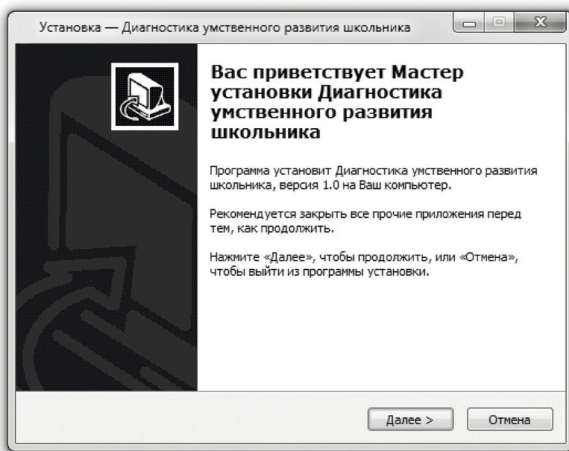 Установка — Диагностика умственного развития школьника
Вас приветствует Мастер
установки Диагностика
умственного развития
школьника
Программа установит Диагностика умственного развития
школьника, версия 1.0 на Ваш компьютер.
Рекомендуется закрыть все прочие приложения перед
тем, как продолжить.
Нажмите «Далее», чтобы продолжить, или «Отмена»,
чтобы выйти из программы установки.
Далее >
Отмена